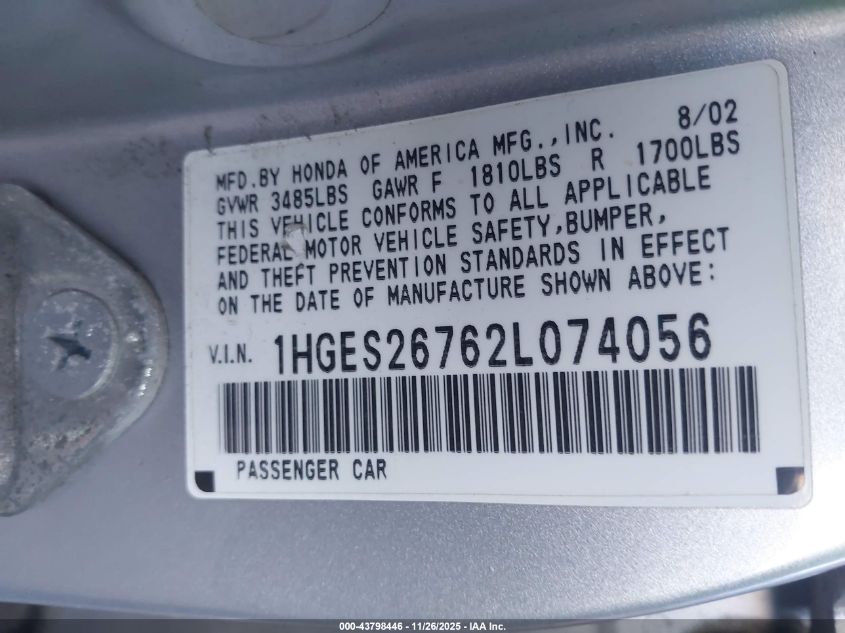 8/02
MFD.BY HONDA OF AMERICA MFG.,INC.
GVWR 3485LBS GAWR F 1810LBS R 1700LBS
THIS VEHICLE CONFORMS TO ALL APPLICABLE
FEDERAL MOTOR VEHICLE SAFETY,BUMPER,
AND THEFT PREVENTION STANDARDS IN EFFECT
ON THE DATE OF MANUFACTURE SHOWN ABOVE:
V.I.N. 1HGES26762L074056
PASSENGER CAR
000-43798446 - 11/26/2025 - IAA Inc.